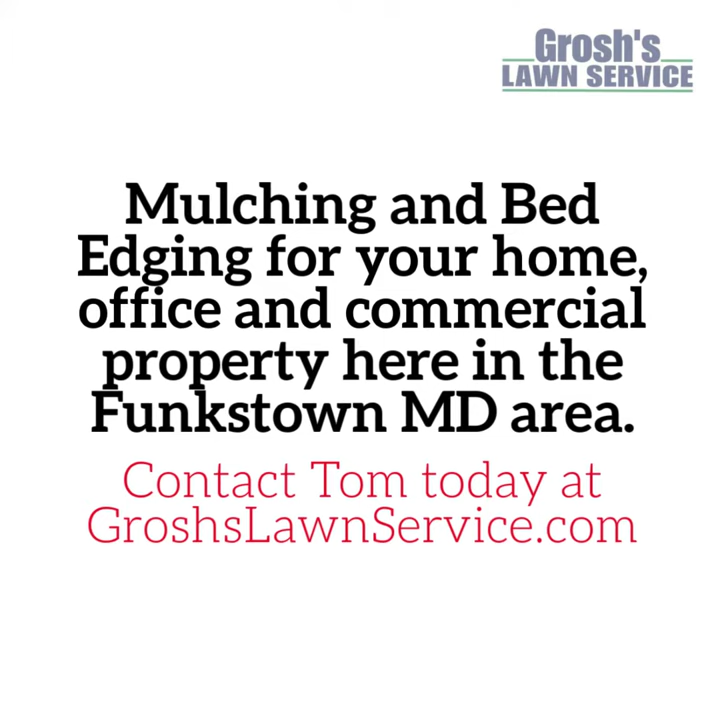 Grosh's
LAWN SERVICE
Mulching and Bed
Edging for your home,
office and commercial
property here in the
Funkstown MD area.
Contact Tom today at
GroshsLawnService.com